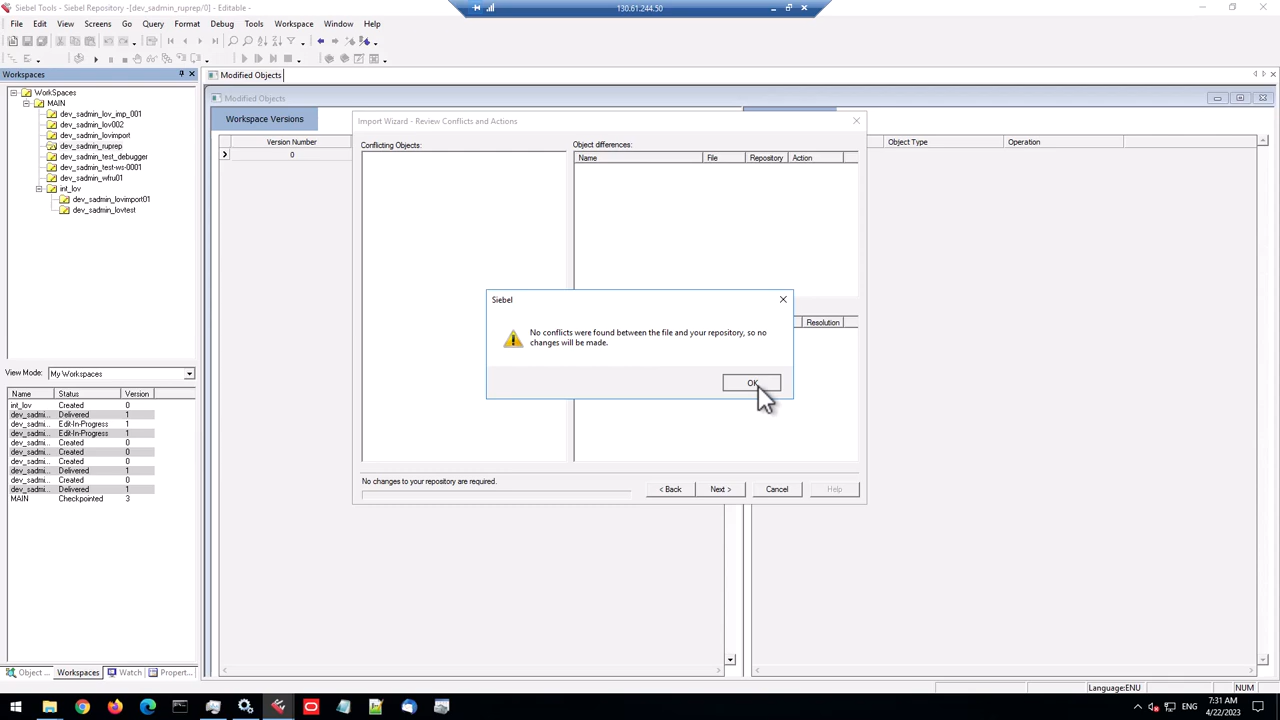 Siebel Tools - Siebel Repository -[dev_sadmin_ruprep/0] - Editable -
130.61.244.50
File Edit View Screens Go Query Format Debug Tools Workspace Window Help
Workspaces
Modified Objects
WorkSpaces
MAIN
dev_sadmin_lov_imp_001
dev_sadmin_lov002
dev_sadmin_lovimport
dev_sadmin_ruprep
dev_sadmin_test_debugger
dev_sadmin_test-ws-0001
dev_sadmin_wfru01
int_lov
dev_sadmin_lovimport01
dev_sadmin_lovtest
Modified Objects
Workspace Versions
Version Number
0
Object Type Operation
Import Wizard - Review Conflicts and Actions
Conflicting Objects:
Object differences:
Name File Repository Action
Resolution
Siebel
No conflicts were found between the file and your repository, so no
changes will be made.
OK
No changes to your repository are required.
< Back Next > Cancel Help
View Mode: My Workspaces
Name Status Version
int_lov Created 0
dev_sadmi... Delivered 1
dev_sadmi... Edit-In-Progress 1
dev_sadmi... Edit-In-Progress 1
dev_sadmi... Created 0
dev_sadmi... Created 0
dev_sadmi... Created 0
dev_sadmi... Delivered 1
dev_sadmi... Created 0
dev_sadmi... Delivered 1
MAIN Checkpointed 3
Object ... Workspaces Watch Propert...
Language:ENU NUM
ENG
7:31 AM
4/22/2023